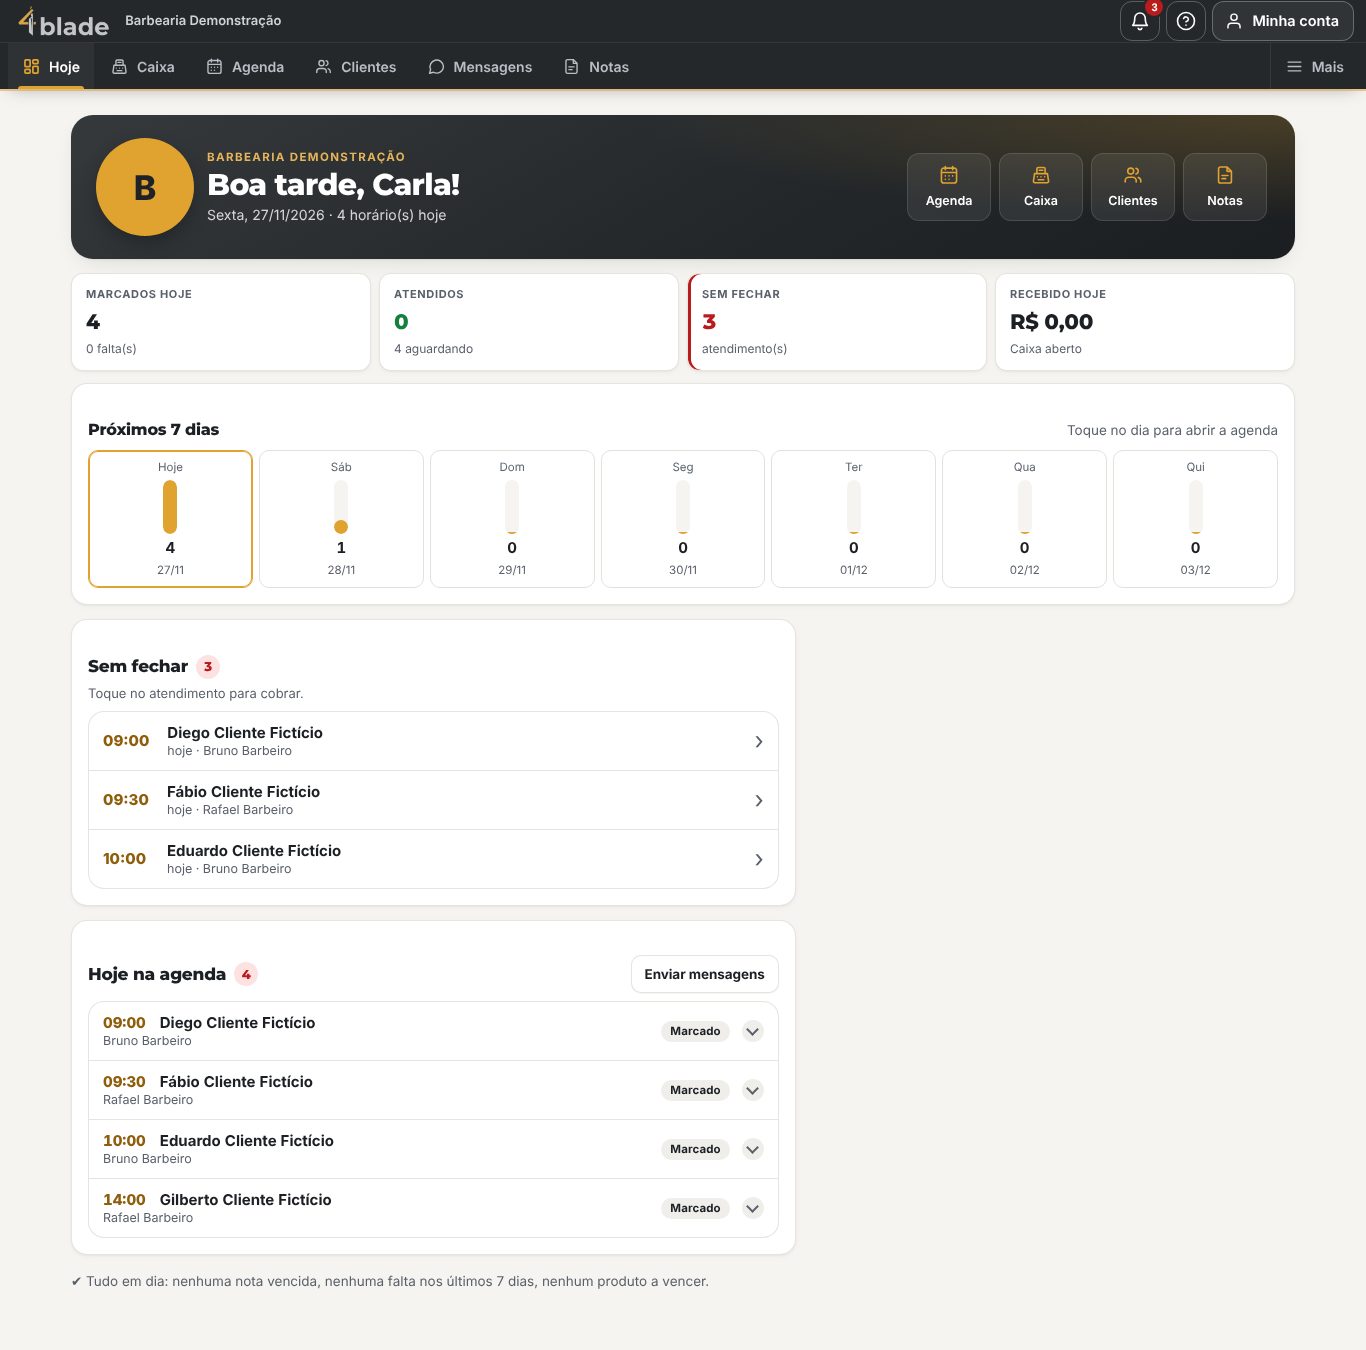 4blade
Barbearia Demonstração
3
Minha conta
Hoje
Caixa
Agenda
Clientes
Mensagens
Notas
Mais
B
BARBEARIA DEMONSTRAÇÃO
Boa tarde, Carla!
Sexta, 27/11/2026 · 4 horário(s) hoje
Agenda
Caixa
Clientes
Notas
MARCADOS HOJE
4
0 falta(s)
ATENDIDOS
0
4 aguardando
SEM FECHAR
3
atendimento(s)
RECEBIDO HOJE
R$ 0,00
Caixa aberto
Próximos 7 dias
Toque no dia para abrir a agenda
Hoje
4
27/11
Sáb
1
28/11
Dom
0
29/11
Seg
0
30/11
Ter
0
01/12
Qua
0
02/12
Qui
0
03/12
Sem fechar 3
Toque no atendimento para cobrar.
09:00 Diego Cliente Fictício
hoje · Bruno Barbeiro
09:30 Fábio Cliente Fictício
hoje · Rafael Barbeiro
10:00 Eduardo Cliente Fictício
hoje · Bruno Barbeiro
Hoje na agenda 4
Enviar mensagens
09:00 Diego Cliente Fictício
Bruno Barbeiro
Marcado
09:30 Fábio Cliente Fictício
Rafael Barbeiro
Marcado
10:00 Eduardo Cliente Fictício
Bruno Barbeiro
Marcado
14:00 Gilberto Cliente Fictício
Rafael Barbeiro
Marcado
✔ Tudo em dia: nenhuma nota vencida, nenhuma falta nos últimos 7 dias, nenhum produto a vencer.